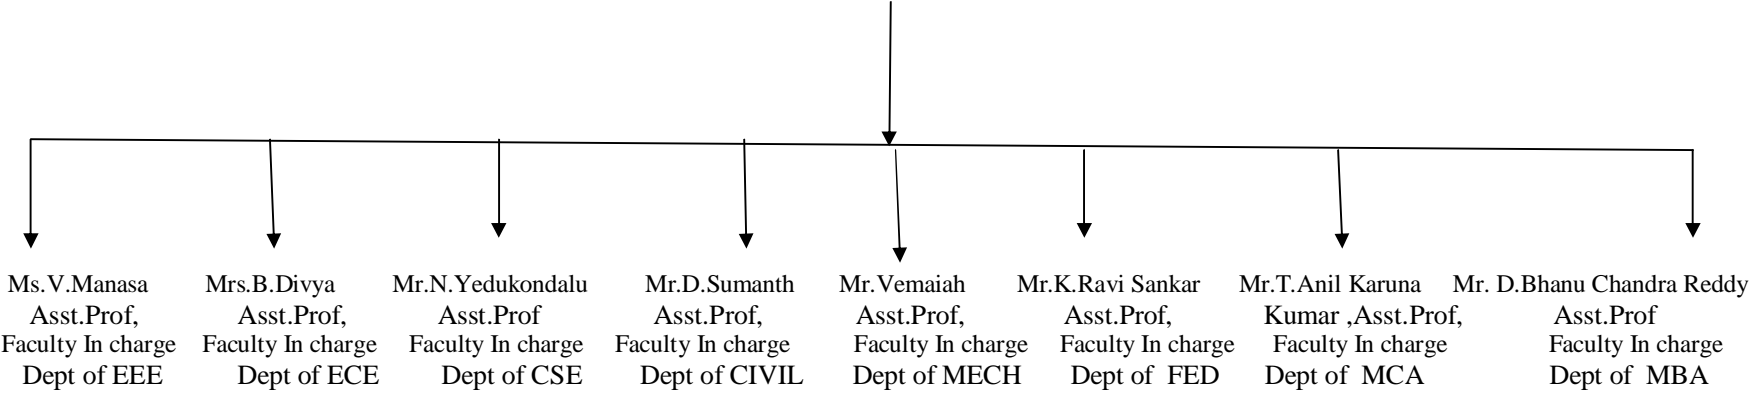 Ms.V.Manasa
Asst.Prof,
Faculty In charge
Dept of EEE
Mrs.B.Divya
Asst.Prof,
Faculty In charge
Dept of ECE
Mr.N.Yedukondalu
Asst.Prof
Faculty In charge
Dept of CSE
Mr.D.Sumanth
Asst.Prof,
Faculty In charge
Dept of CIVIL
Mr.Vemaiah
Asst.Prof,
Faculty In charge
Dept of MECH
Mr.K.Ravi Sankar
Asst.Prof,
Faculty In charge
Dept of  FED
Mr.T.Anil Karuna
Kumar ,Asst.Prof,
Faculty In charge
Dept of  MCA
Mr. D.Bhanu Chandra Reddy
Asst.Prof
Faculty In charge
Dept of  MBA